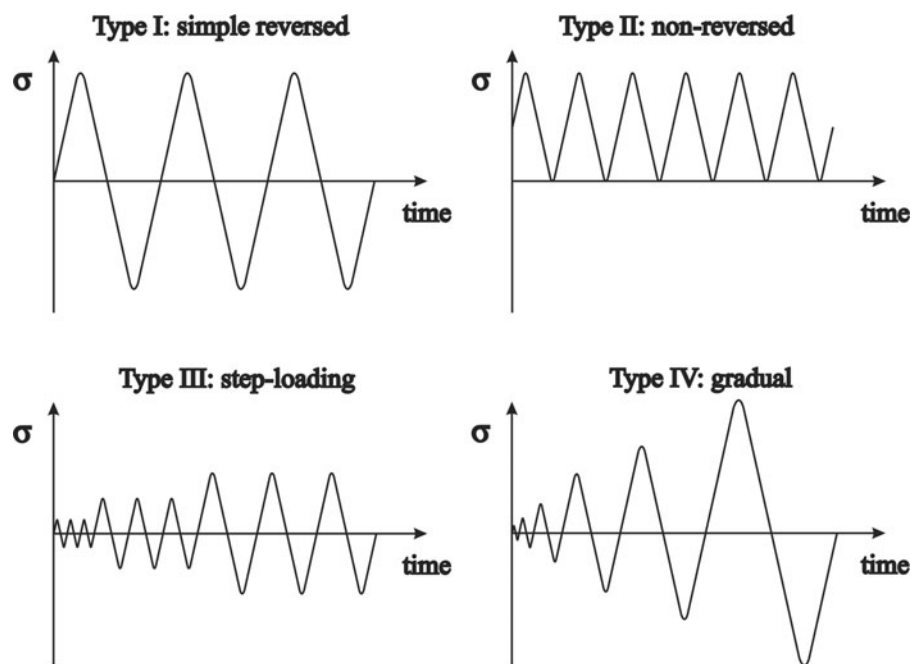 Type I: simple reversed
σ
time
Type II: non-reversed
σ
time
Type III: step-loading
σ
time
Type IV: gradual
σ
time